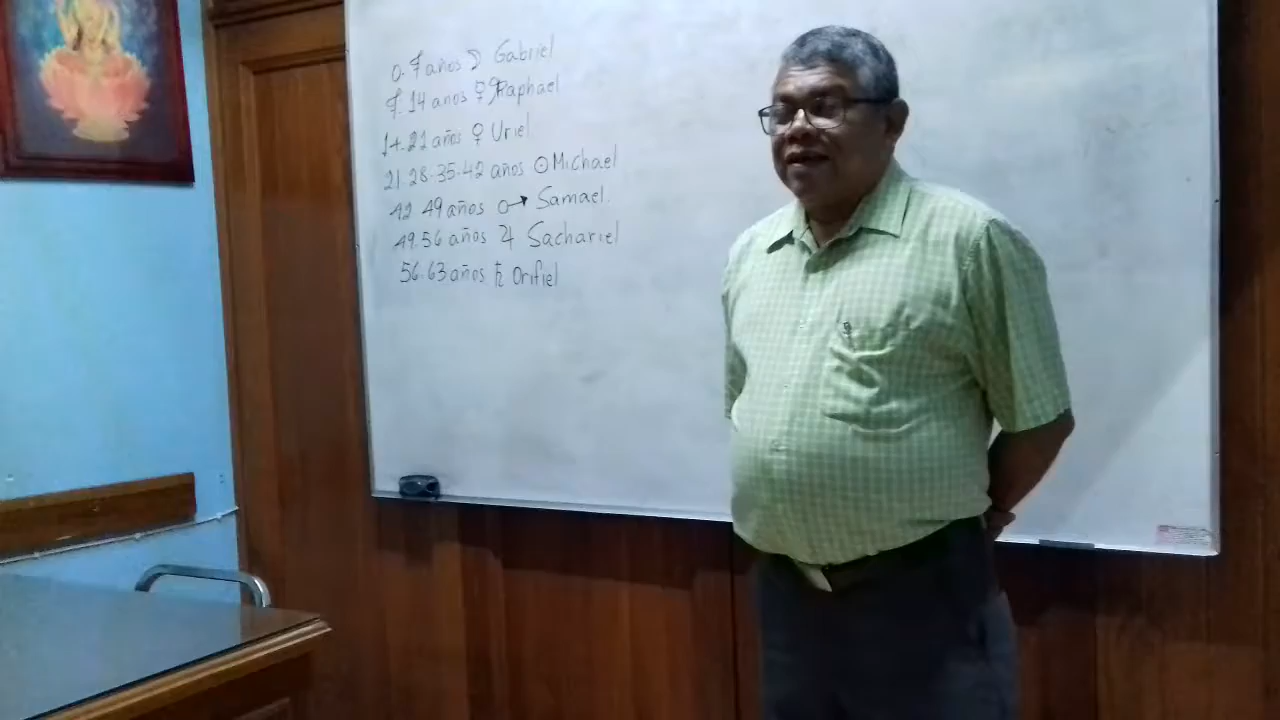 0.7 años ☽ Gabriel
7.14 años ☿ Raphael
14.21 años ♀ Uriel
21.28.35.42 años ☉ Michael
42 49 años ♂ Samael.
49.56 años ♃ Sachariel
56.63 años ♄ Orifiel